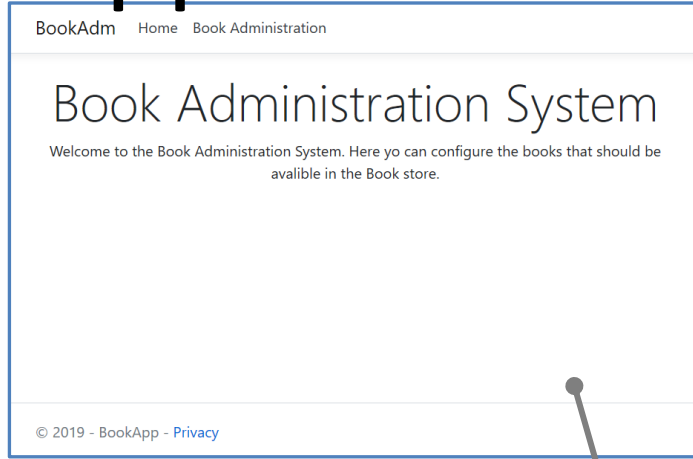 BookAdm Home Book Administration
Book Administration System
Welcome to the Book Administration System. Here yo can configure the books that should be
avalible in the Book store.
© 2019 - BookApp - Privacy